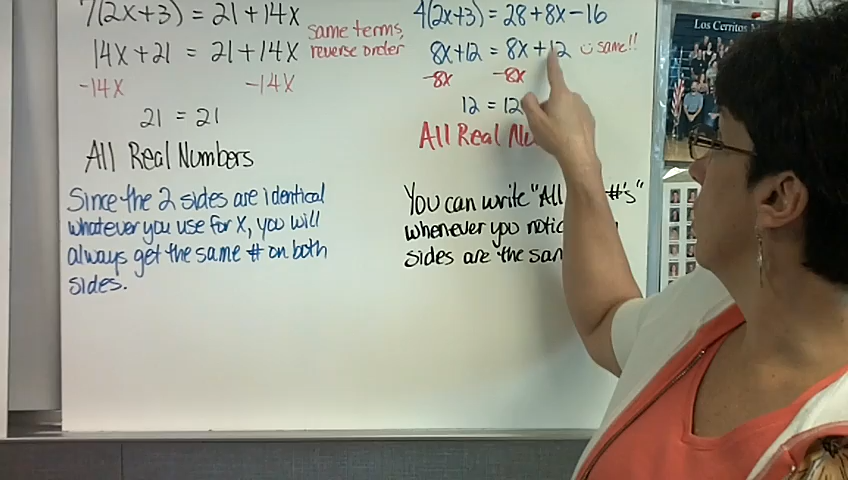 7(2x+3) = 21+14x
14x+21 = 21+14x
same terms,
reverse order
-14x -14x
21 = 21
All Real Numbers
Since the 2 sides are identical
whatever you use for x, you will
always get the same # on both
sides.
4(2x+3) = 28+8x-16
8x+12 = 8x+12 ☺ same!!
-8x -8x
12 = 12
All Real
You can write "All #'s"
whenever you
sides are the
Los Cerritos